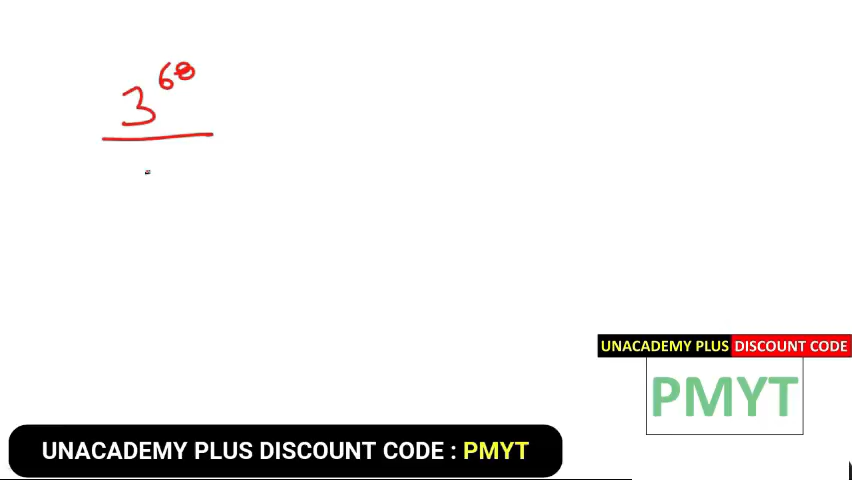 3^68
UNACADEMY PLUS DISCOUNT CODE
PMYT
UNACADEMY PLUS DISCOUNT CODE : PMYT